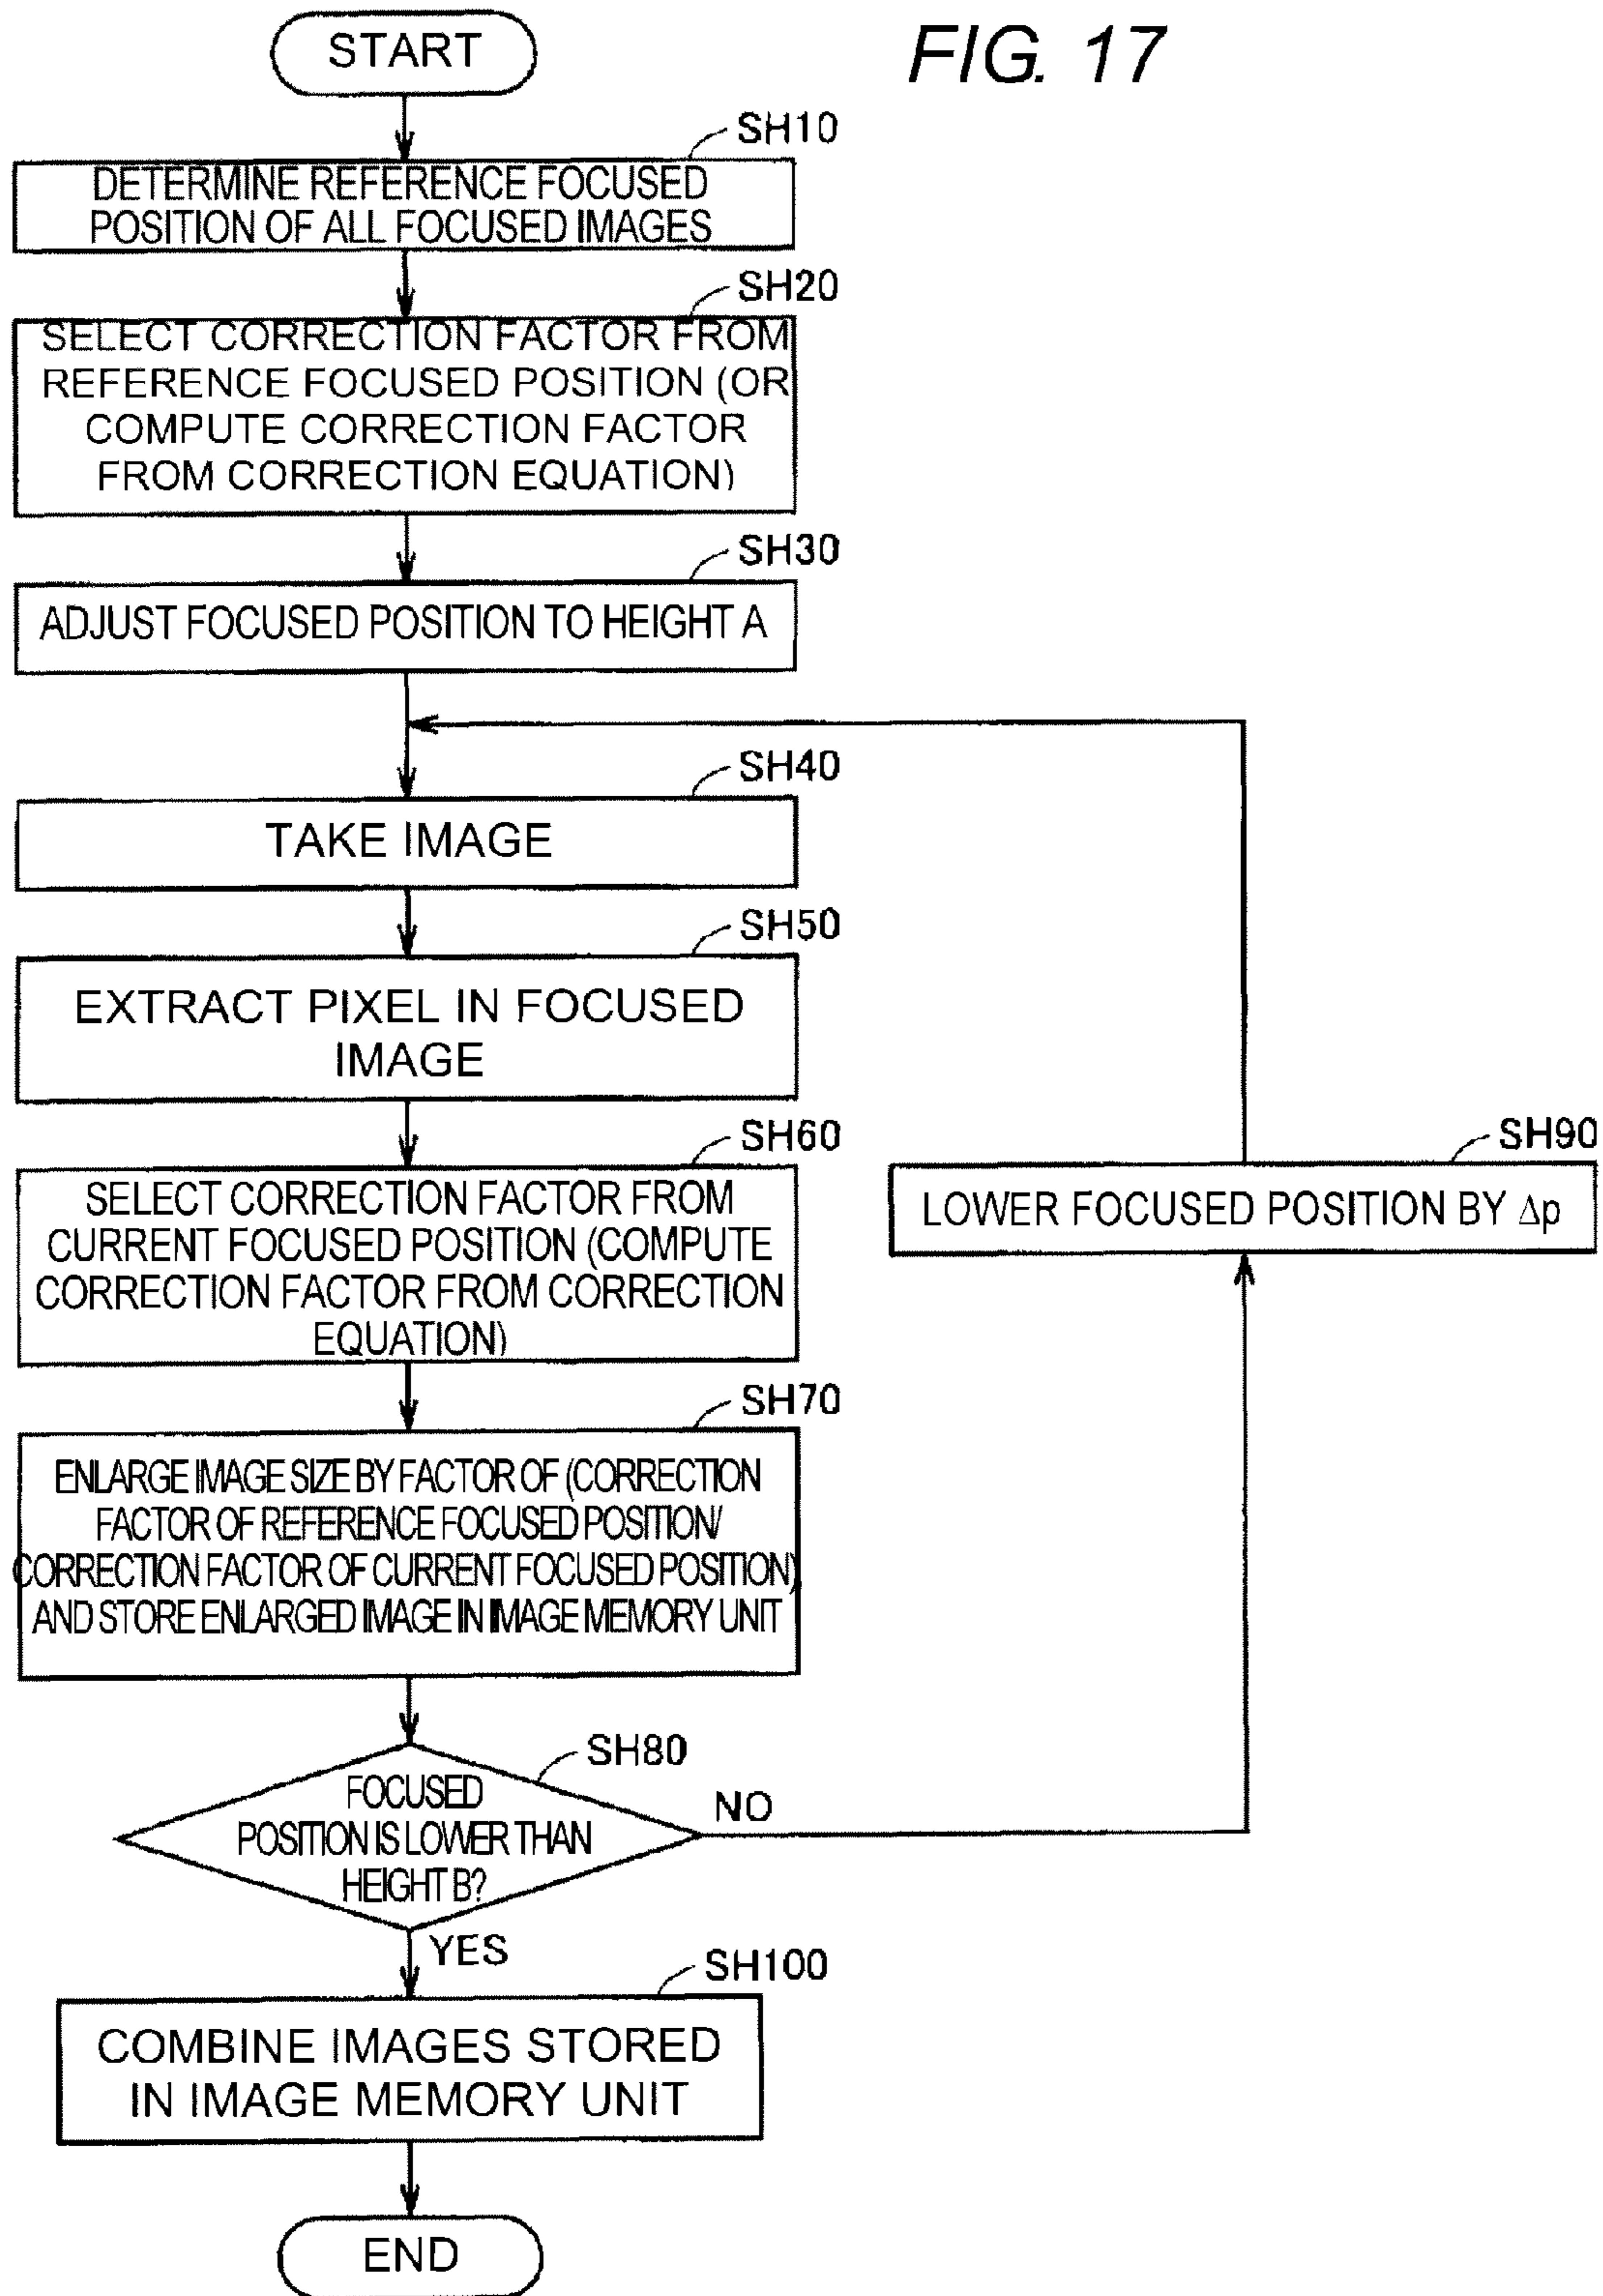 START
FIG. 17
SH10
DETERMINE REFERENCE FOCUSED
POSITION OF ALL FOCUSED IMAGES
SH20
SELECT CORRECTION FACTOR FROM
REFERENCE FOCUSED POSITION (OR
COMPUTE CORRECTION FACTOR
FROM CORRECTION EQUATION)
SH30
ADJUST FOCUSED POSITION TO HEIGHT A
SH40
TAKE IMAGE
SH50
EXTRACT PIXEL IN FOCUSED
IMAGE
SH60
SELECT CORRECTION FACTOR FROM
CURRENT FOCUSED POSITION (COMPUTE
CORRECTION FACTOR FROM CORRECTION
EQUATION)
SH90
LOWER FOCUSED POSITION BY Δp
SH70
ENLARGE IMAGE SIZE BY FACTOR OF (CORRECTION
FACTOR OF REFERENCE FOCUSED POSITION/
CORRECTION FACTOR OF CURRENT FOCUSED POSITION)
AND STORE ENLARGED IMAGE IN IMAGE MEMORY UNIT
SH80
FOCUSED
POSITION IS LOWER THAN
HEIGHT B?
NO
YES
SH100
COMBINE IMAGES STORED
IN IMAGE MEMORY UNIT
END